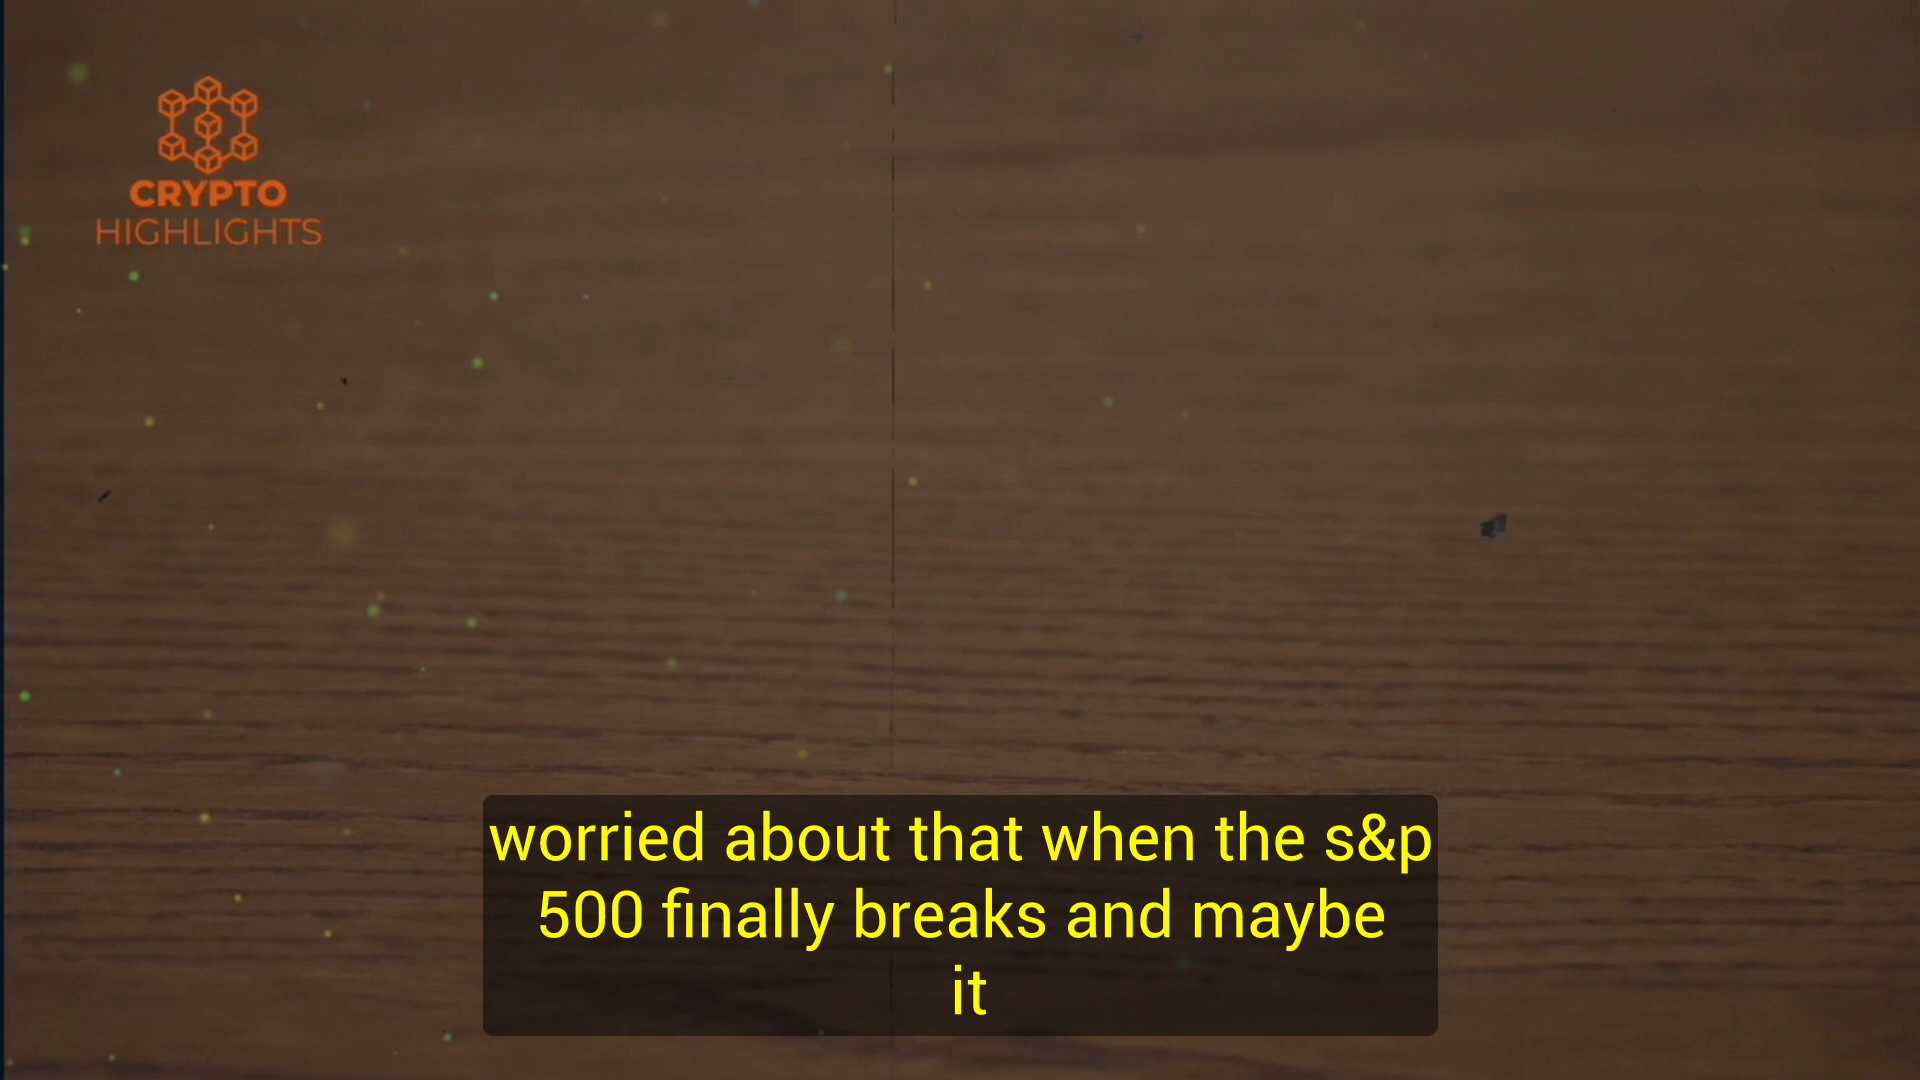 CRYPTO
HIGHLIGHTS
worried about that when the s&p
500 finally breaks and maybe
it